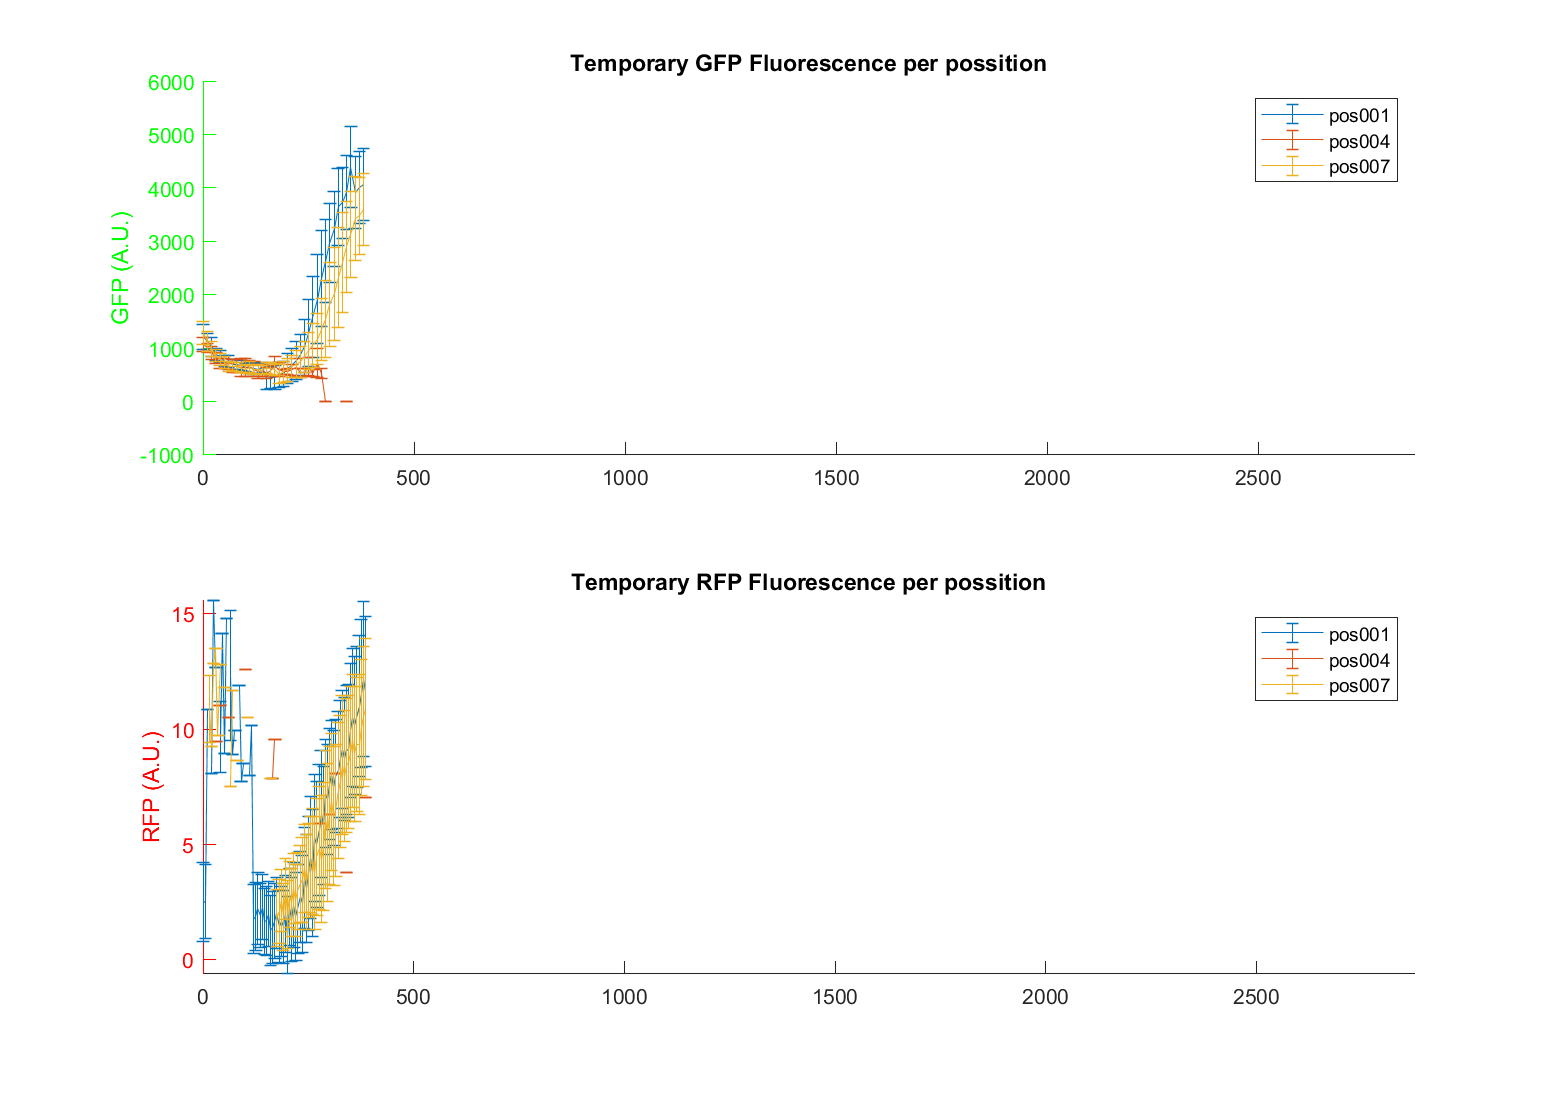 Temporary GFP Fluorescence per possition
6000
5000
4000
3000
2000
1000
0
-1000
GFP (A.U.)
pos001
pos004
pos007
0 500 1000 1500 2000 2500
Temporary RFP Fluorescence per possition
15
10
5
0
RFP (A.U.)
pos001
pos004
pos007
0 500 1000 1500 2000 2500